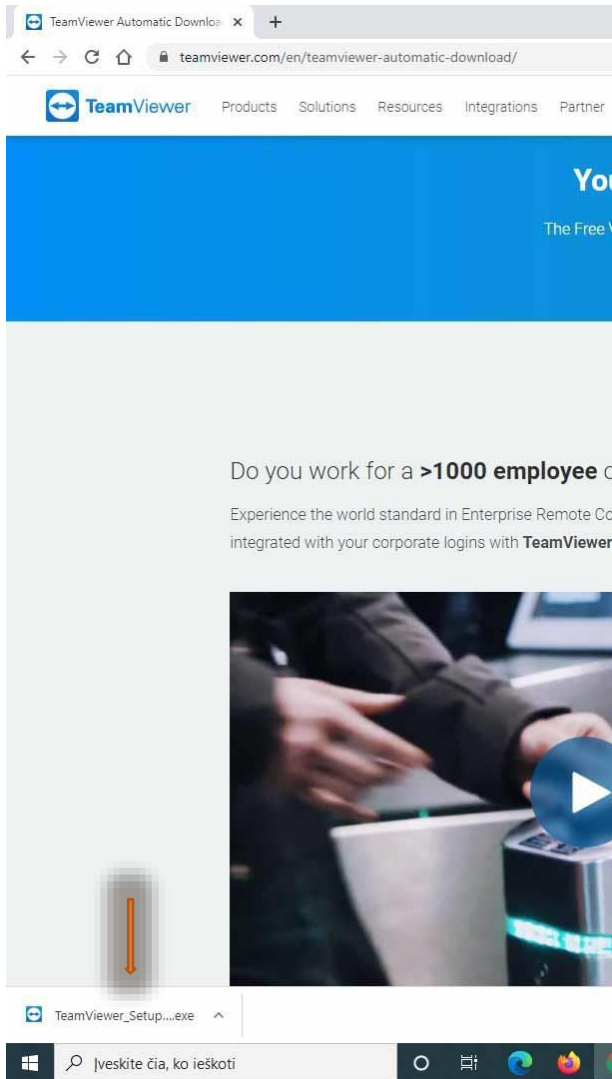 TeamViewer Automatic Downloa
teamviewer.com/en/teamviewer-automatic-download/
TeamViewer Products Solutions Resources Integrations Partner
You
The Free V
Do you work for a >1000 employee c
Experience the world standard in Enterprise Remote Co
integrated with your corporate logins with TeamViewer
TeamViewer_Setup....exe
Įveskite čia, ko ieškoti